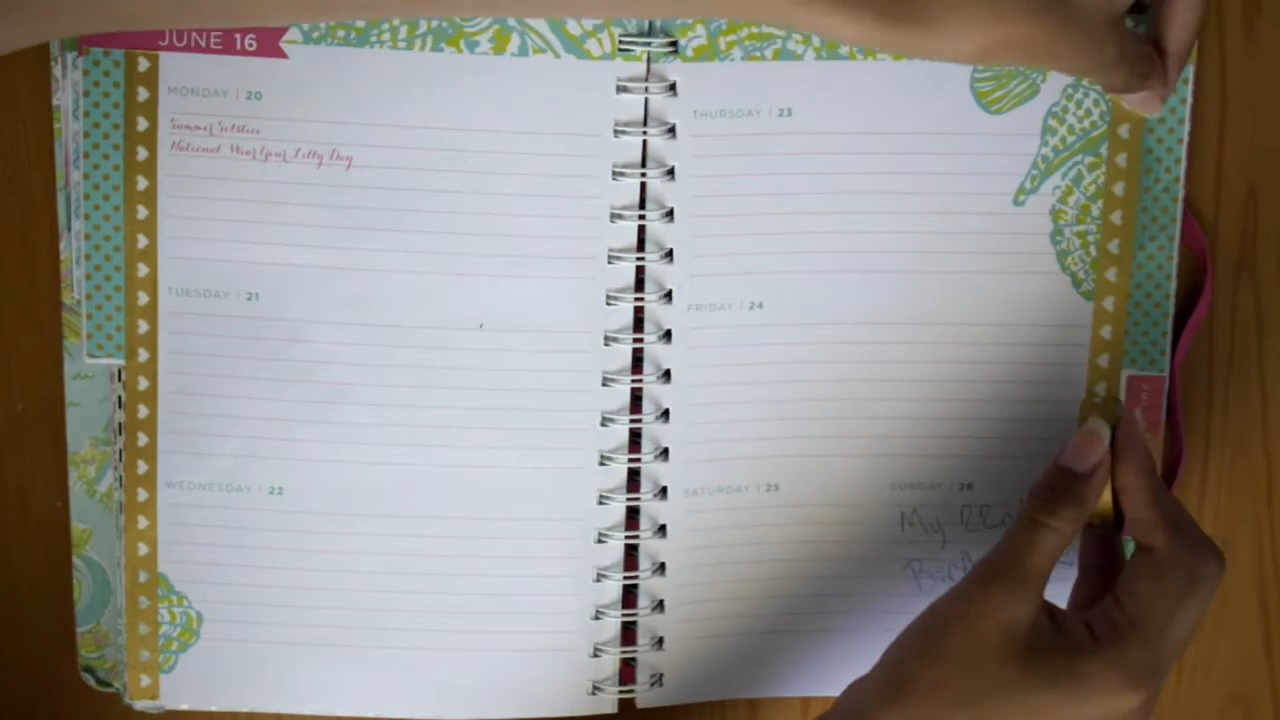 JUNE 16
MONDAY | 20
Summer Solstice
National Wear Your Lilly Day
TUESDAY | 21
WEDNESDAY | 22
THURSDAY | 23
FRIDAY | 24
SATURDAY | 25
SUNDAY | 26
My 22nd